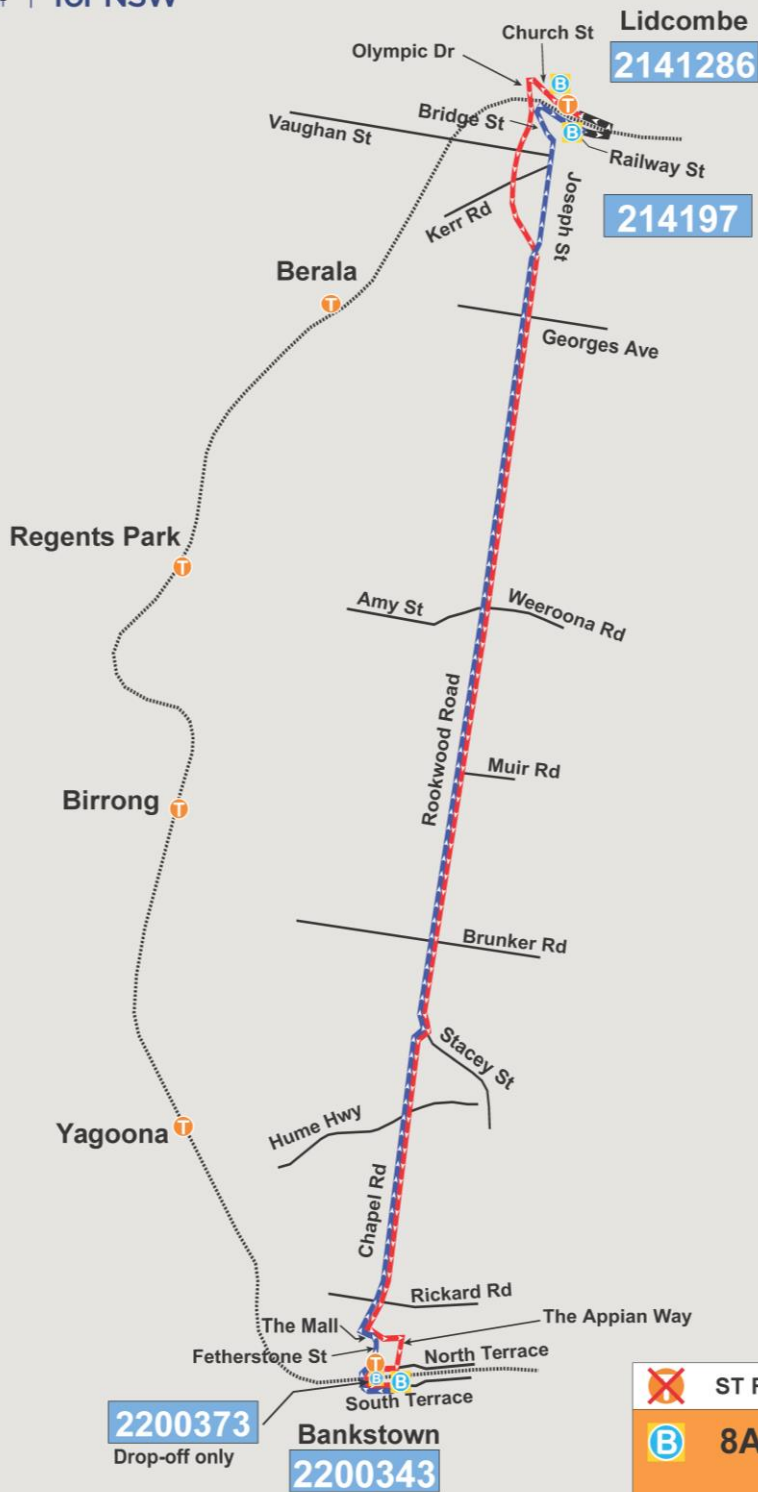 for NSW
Lidcombe
Church St
Olympic Dr
2141286
B
T
Bridge St
B
Vaughan St
Railway St
Joseph St
Kerr Rd
214197
Berala
T
Georges Ave
Regents Park
T
Amy St
Weeroona Rd
Rookwood Road
Muir Rd
Birrong
T
Brunker Rd
Stacey St
Yagoona
T
Hume Hwy
Chapel Rd
Rickard Rd
The Mall
The Appian Way
Fetherstone St
T
North Terrace
B
B
South Terrace
2200373
Drop-off only
Bankstown
2200343
T
B
8A